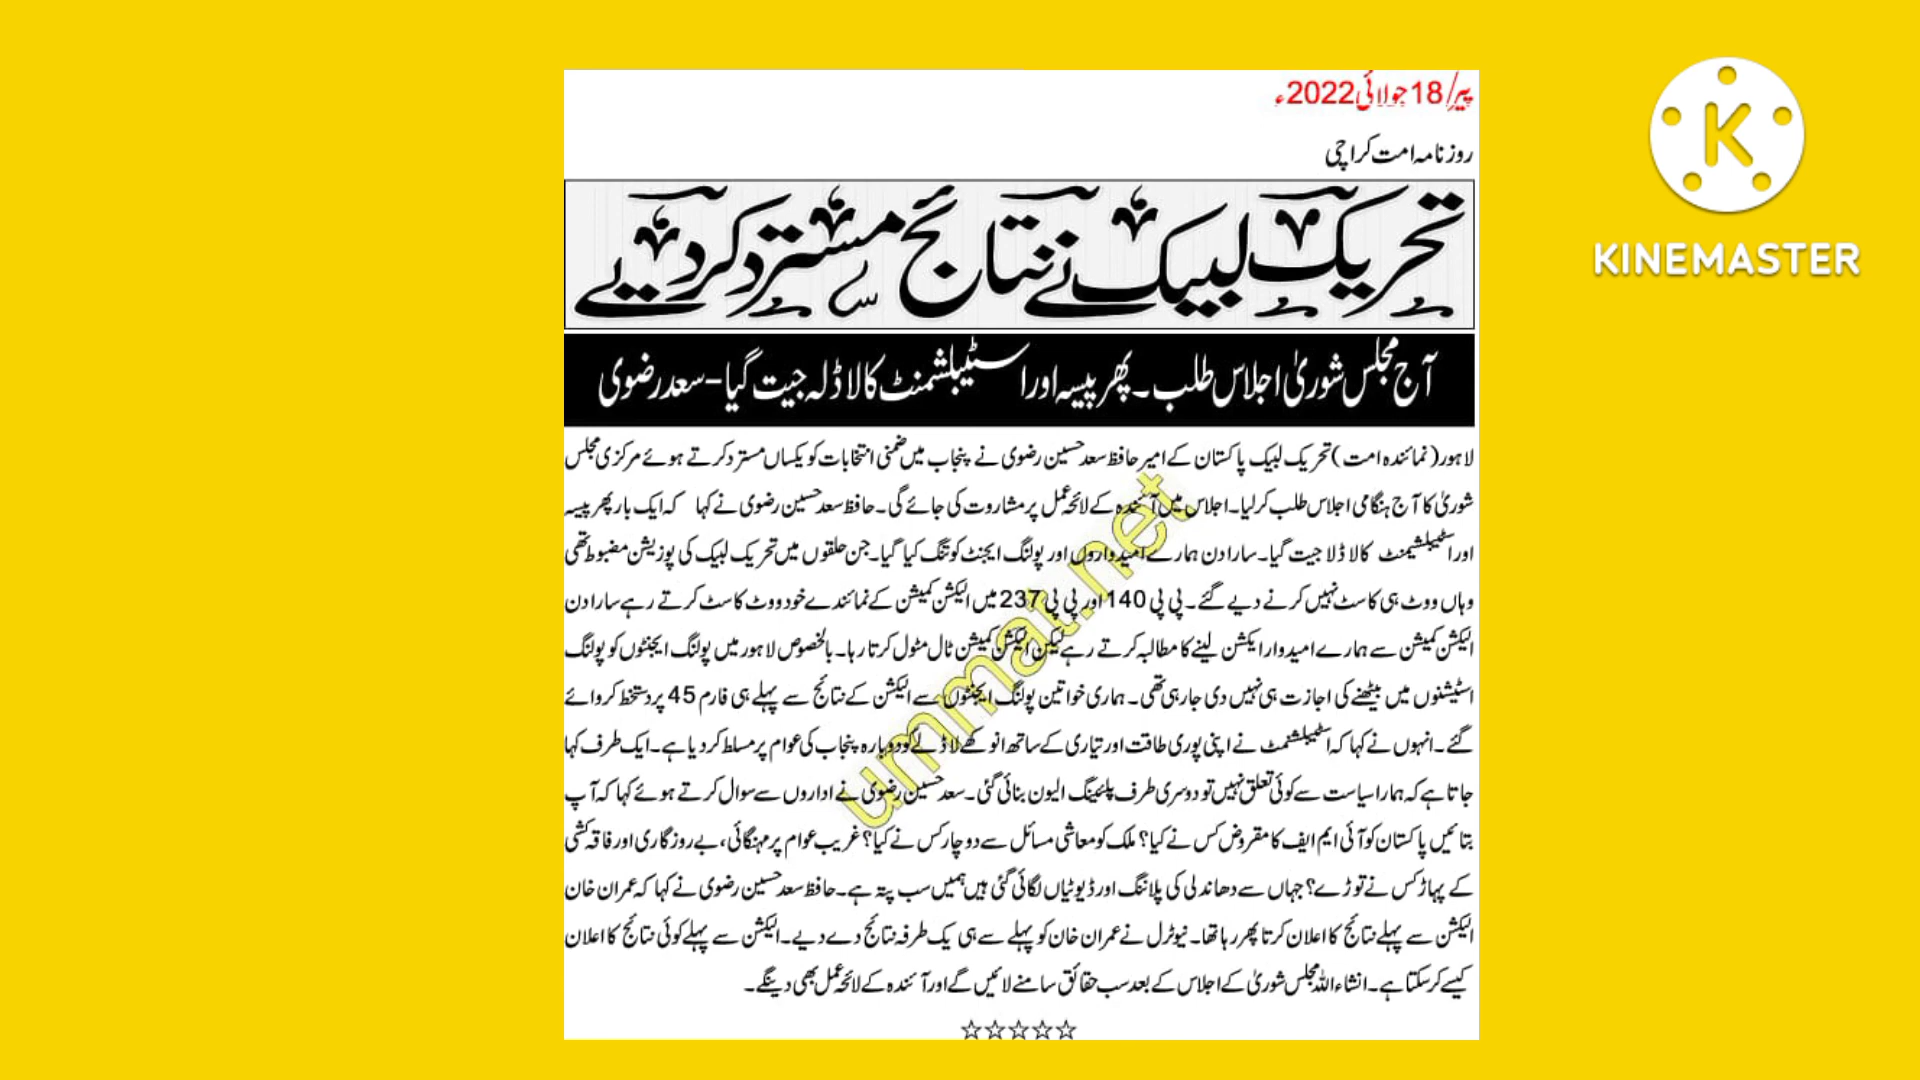 پیر/18جولائی2022ء
روزنامہ امت کراچی
تحریک لبیک نے نتائج مسترد کردیے
آج مجلس شوریٰ اجلاس طلب۔ پھر پیسہ اور اسٹیبلشمنٹ کا لاڈلہ جیت گیا-سعد رضوی
لاہور(نمائندہ امت)تحریک لبیک پاکستان کے امیر حافظ سعد حسین رضوی نے پنجاب میں ضمنی انتخابات کو یکساں مسترد کرتے ہوئے مرکزی مجلس
شوریٰ کا آج ہنگامی اجلاس طلب کرلیا۔اجلاس میں آئندہ کے لائحہ عمل پر مشاروت کی جائے گی۔حافظ سعد حسین رضوی نے کہا کہ ایک بار پھر پیسہ
اور اسٹیبلشیمنٹ کا لاڈلا جیت گیا۔سارا دن ہمارے امیدواروں اور پولنگ ایجنٹ کو تنگ کیا گیا۔جن حلقوں میں تحریک لبیک کی پوزیشن مضبوط تھی
وہاں ووٹ ہی کاسٹ نہیں کرنے دیے گئے۔پی پی 140 اور پی پی 237 میں الیکشن کمیشن کے نمائندے خود ووٹ کاسٹ کرتے رہے سارا دن
الیکشن کمیشن سے ہمارے امیدوار ایکشن لینے کا مطالبہ کرتے رہے لیکن الیکشن کمیشن ٹال مٹول کرتا رہا۔بالخصوص لاہور میں پولنگ ایجنٹوں کو پولنگ
اسٹیشنوں میں بیٹھنے کی اجازت ہی نہیں دی جارہی تھی۔ہماری خواتین پولنگ ایجنٹوں سے الیکشن کے نتائج سے پہلے ہی فارم 45 پر دستخط کروائے
گئے۔انہوں نے کہا کہ اسٹیبلشنمٹ نے اپنی پوری طاقت اور تیاری کے ساتھ انوکھے لاڈلے کو دوبارہ پنجاب کی عوام پر مسلط کر دیا ہے۔ایک طرف کہا
جاتا ہے کہ ہمارا سیاست سے کوئی تعلق نہیں تو دوسری طرف پلئینگ الیون بنائی گئی۔سعد حسین رضوی نے اداروں سے سوال کرتے ہوئے کہا کہ آپ
بتائیں پاکستان کو آئی ایم ایف کا مقروض کس نے کیا؟ ملک کو معاشی مسائل سے دو چار کس نے کیا؟ غریب عوام پر مہنگائی، بے روزگاری اور فاقہ کشی
کے پہاڑ کس نے توڑے؟ جہاں سے دھاندلی کی پلاننگ اور ڈیوٹیاں لگائی گئی ہیں ہمیں سب پتہ ہے۔حافظ سعد حسین رضوی نے کہا کہ عمران خان
الیکشن سے پہلے نتائج کا اعلان کرتا پھر رہا تھا۔نیوٹرل نے عمران خان کو پہلے سے ہی یک طرفہ نتائج دے دیے۔الیکشن سے پہلے کوئی نتائج کا اعلان
کیسے کر سکتا ہے۔انشاءاللہ مجلس شوریٰ کے اجلاس کے بعد سب حقائق سامنے لائیں گے اور آئندہ کے لائحہ عمل بھی دینگے۔
☆☆☆☆☆
ummat.net
K
KINEMASTER